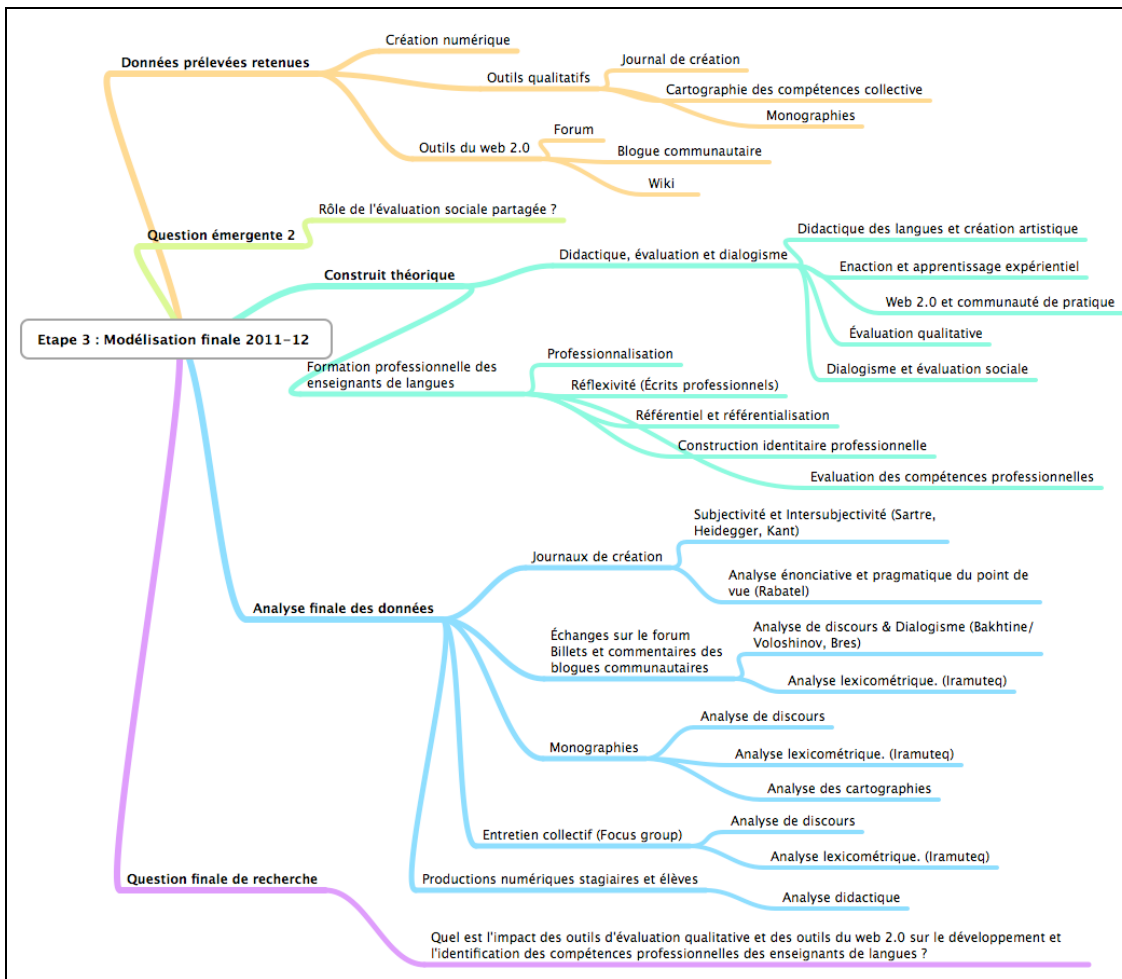 Création numérique
Données prélevées retenues
Journal de création
Outils qualitatifs
Cartographie des compétences collective
Monographies
Forum
Outils du web 2.0
Blogue communautaire
Wiki
Rôle de l'évaluation sociale partagée ?
Question émergente 2
Didactique des langues et création artistique
Didactique, évaluation et dialogisme
Construit théorique
Enaction et apprentissage expérientiel
Web 2.0 et communauté de pratique
Évaluation qualitative
Dialogisme et évaluation sociale
Etape 3 : Modélisation finale 2011-12
Formation professionnelle des
enseignants de langues
Professionnalisation
Réflexivité (Écrits professionnels)
Référentiel et référentialisation
Construction identitaire professionnelle
Evaluation des compétences professionnelles
Subjectivité et Intersubjectivité (Sartre,
Heidegger, Kant)
Journaux de création
Analyse énonciative et pragmatique du point de
vue (Rabatel)
Analyse finale des données
Échanges sur le forum
Billets et commentaires des
blogues communautaires
Analyse de discours & Dialogisme (Bakhtine/
Voloshinov, Bres)
Analyse lexicométrique. (Iramuteq)
Analyse de discours
Monographies
Analyse lexicométrique. (Iramuteq)
Analyse des cartographies
Analyse de discours
Entretien collectif (Focus group)
Analyse lexicométrique. (Iramuteq)
Productions numériques stagiaires et élèves
Analyse didactique
Question finale de recherche
Quel est l'impact des outils d'évaluation qualitative et des outils du web 2.0 sur le développement et
l'identification des compétences professionnelles des enseignants de langues ?